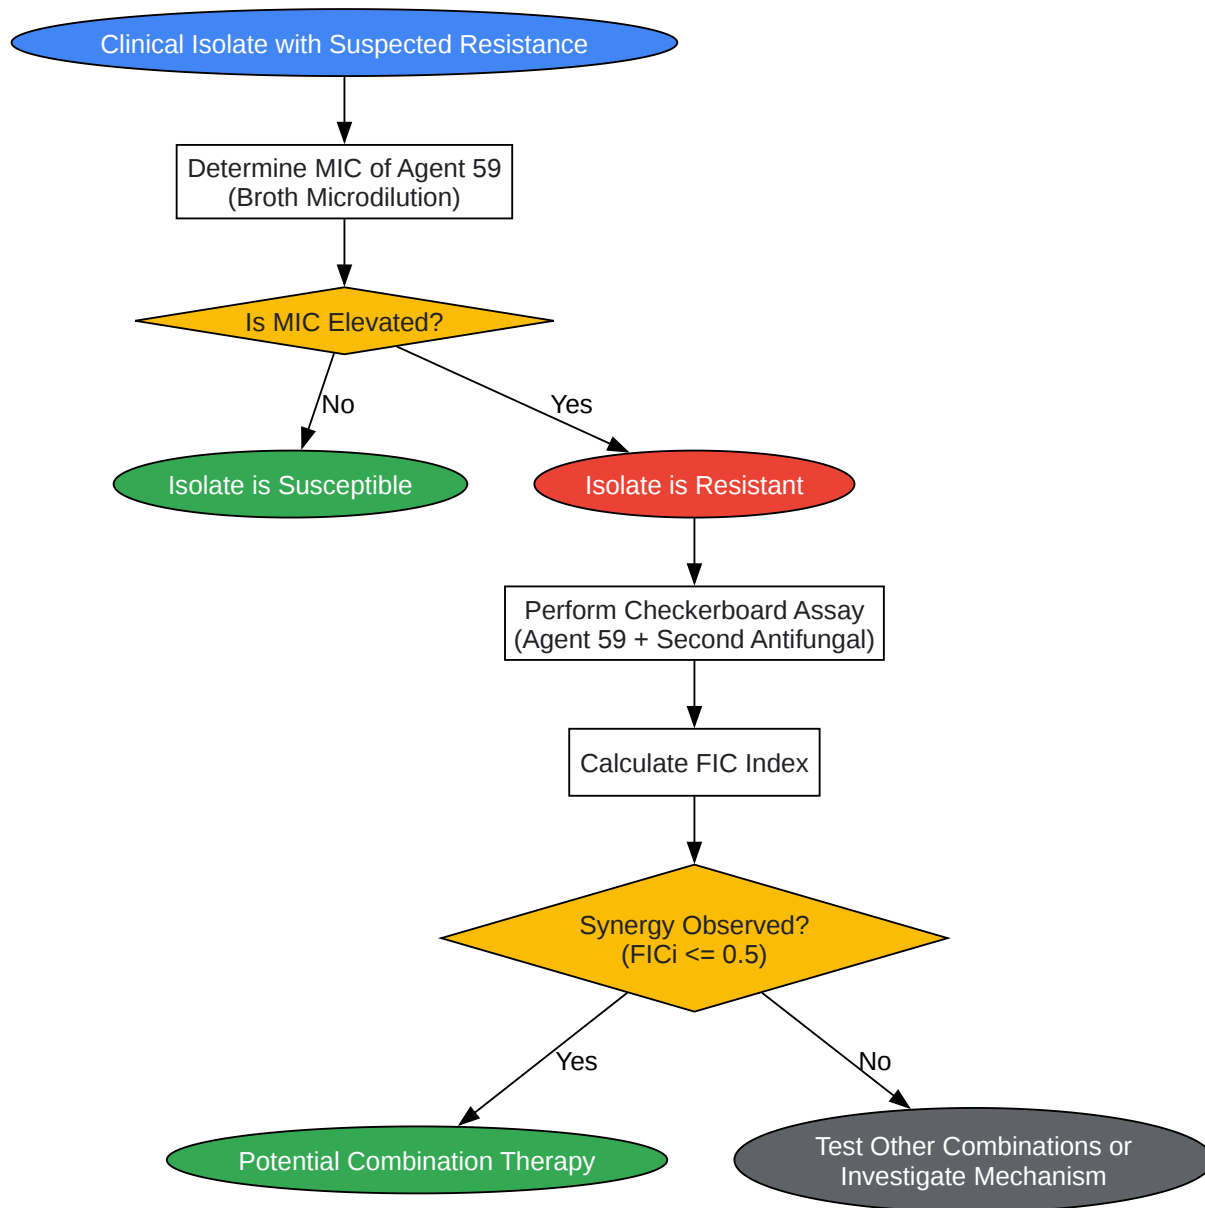 Clinical Isolate with Suspected Resistance
Determine MIC of Agent 59
(Broth Microdilution)
Is MIC Elevated?
No
Yes
Isolate is Susceptible
Isolate is Resistant
Perform Checkerboard Assay
(Agent 59 + Second Antifungal)
Calculate FIC Index
Synergy Observed?
(FICi <= 0.5)
Yes
No
Potential Combination Therapy
Test Other Combinations or
Investigate Mechanism